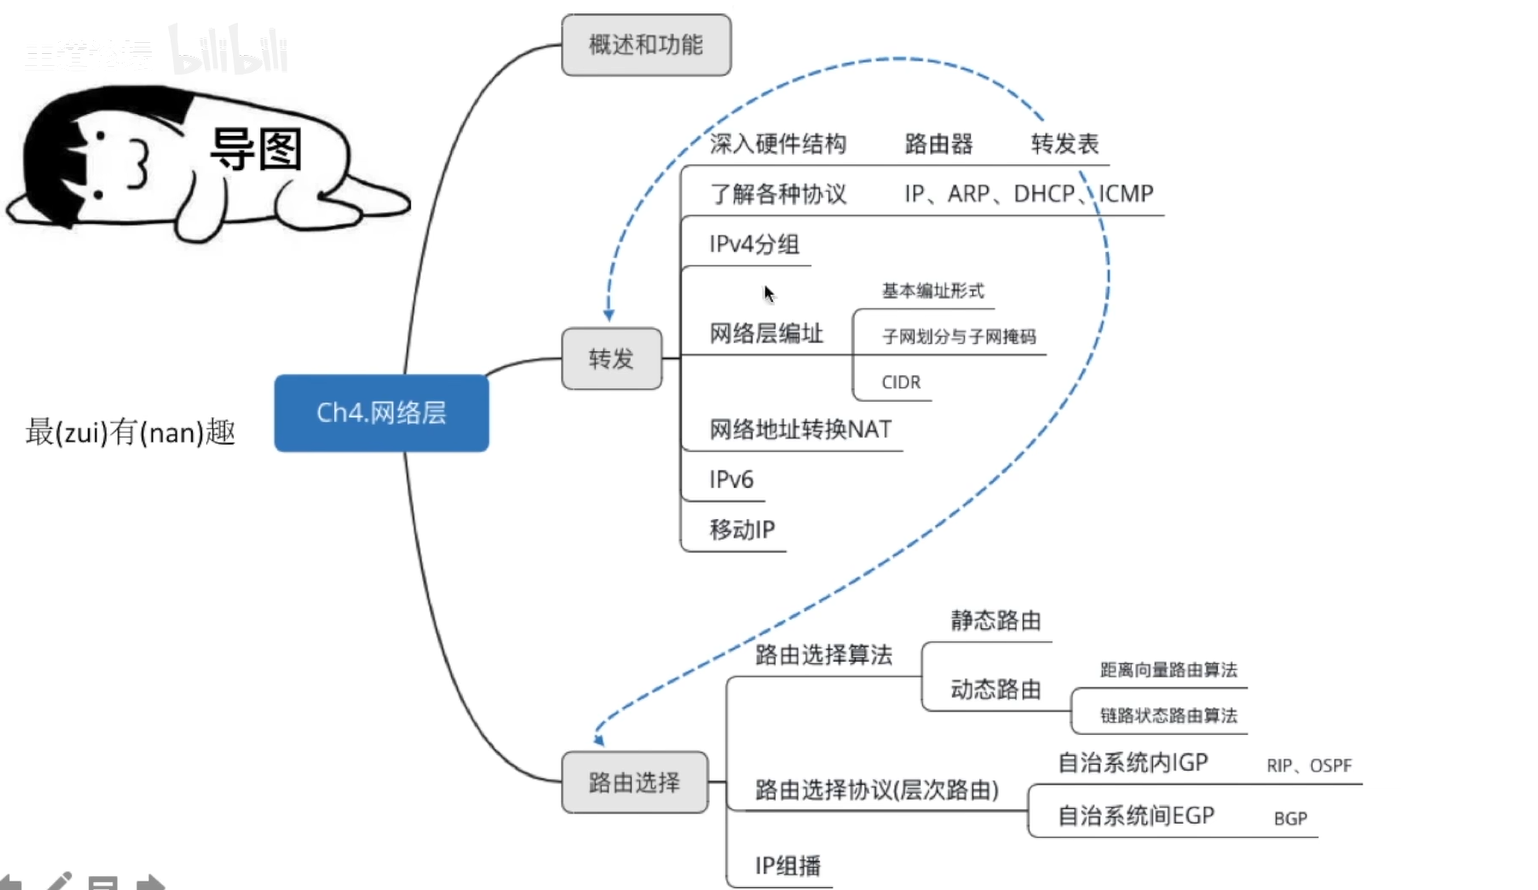 bilibili
导图
概述和功能
深入硬件结构 路由器 转发表
了解各种协议 IP、ARP、DHCP、ICMP
IPv4分组
基本编址形式
网络层编址
子网划分与子网掩码
CIDR
转发
Ch4.网络层
最(zui)有(nan)趣
网络地址转换NAT
IPv6
移动IP
静态路由
路由选择算法
距离向量路由算法
动态路由
链路状态路由算法
自治系统内IGP RIP、OSPF
路由选择
路由选择协议(层次路由)
自治系统间EGP BGP
IP组播